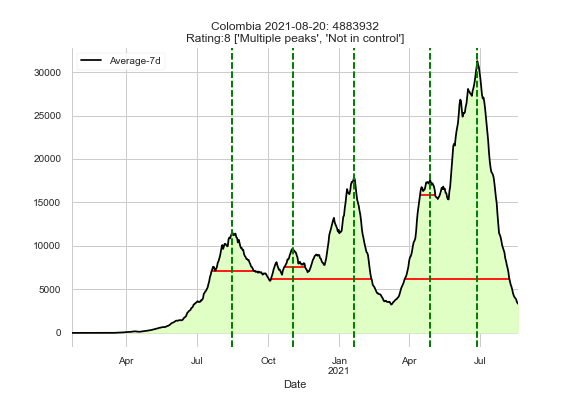 Colombia 2021-08-20: 4883932
Rating:8 ['Multiple peaks', 'Not in control']
Average-7d
30000
25000
20000
15000
10000
5000
0
Apr
Jul
Oct
Jan
2021
Apr
Jul
Date